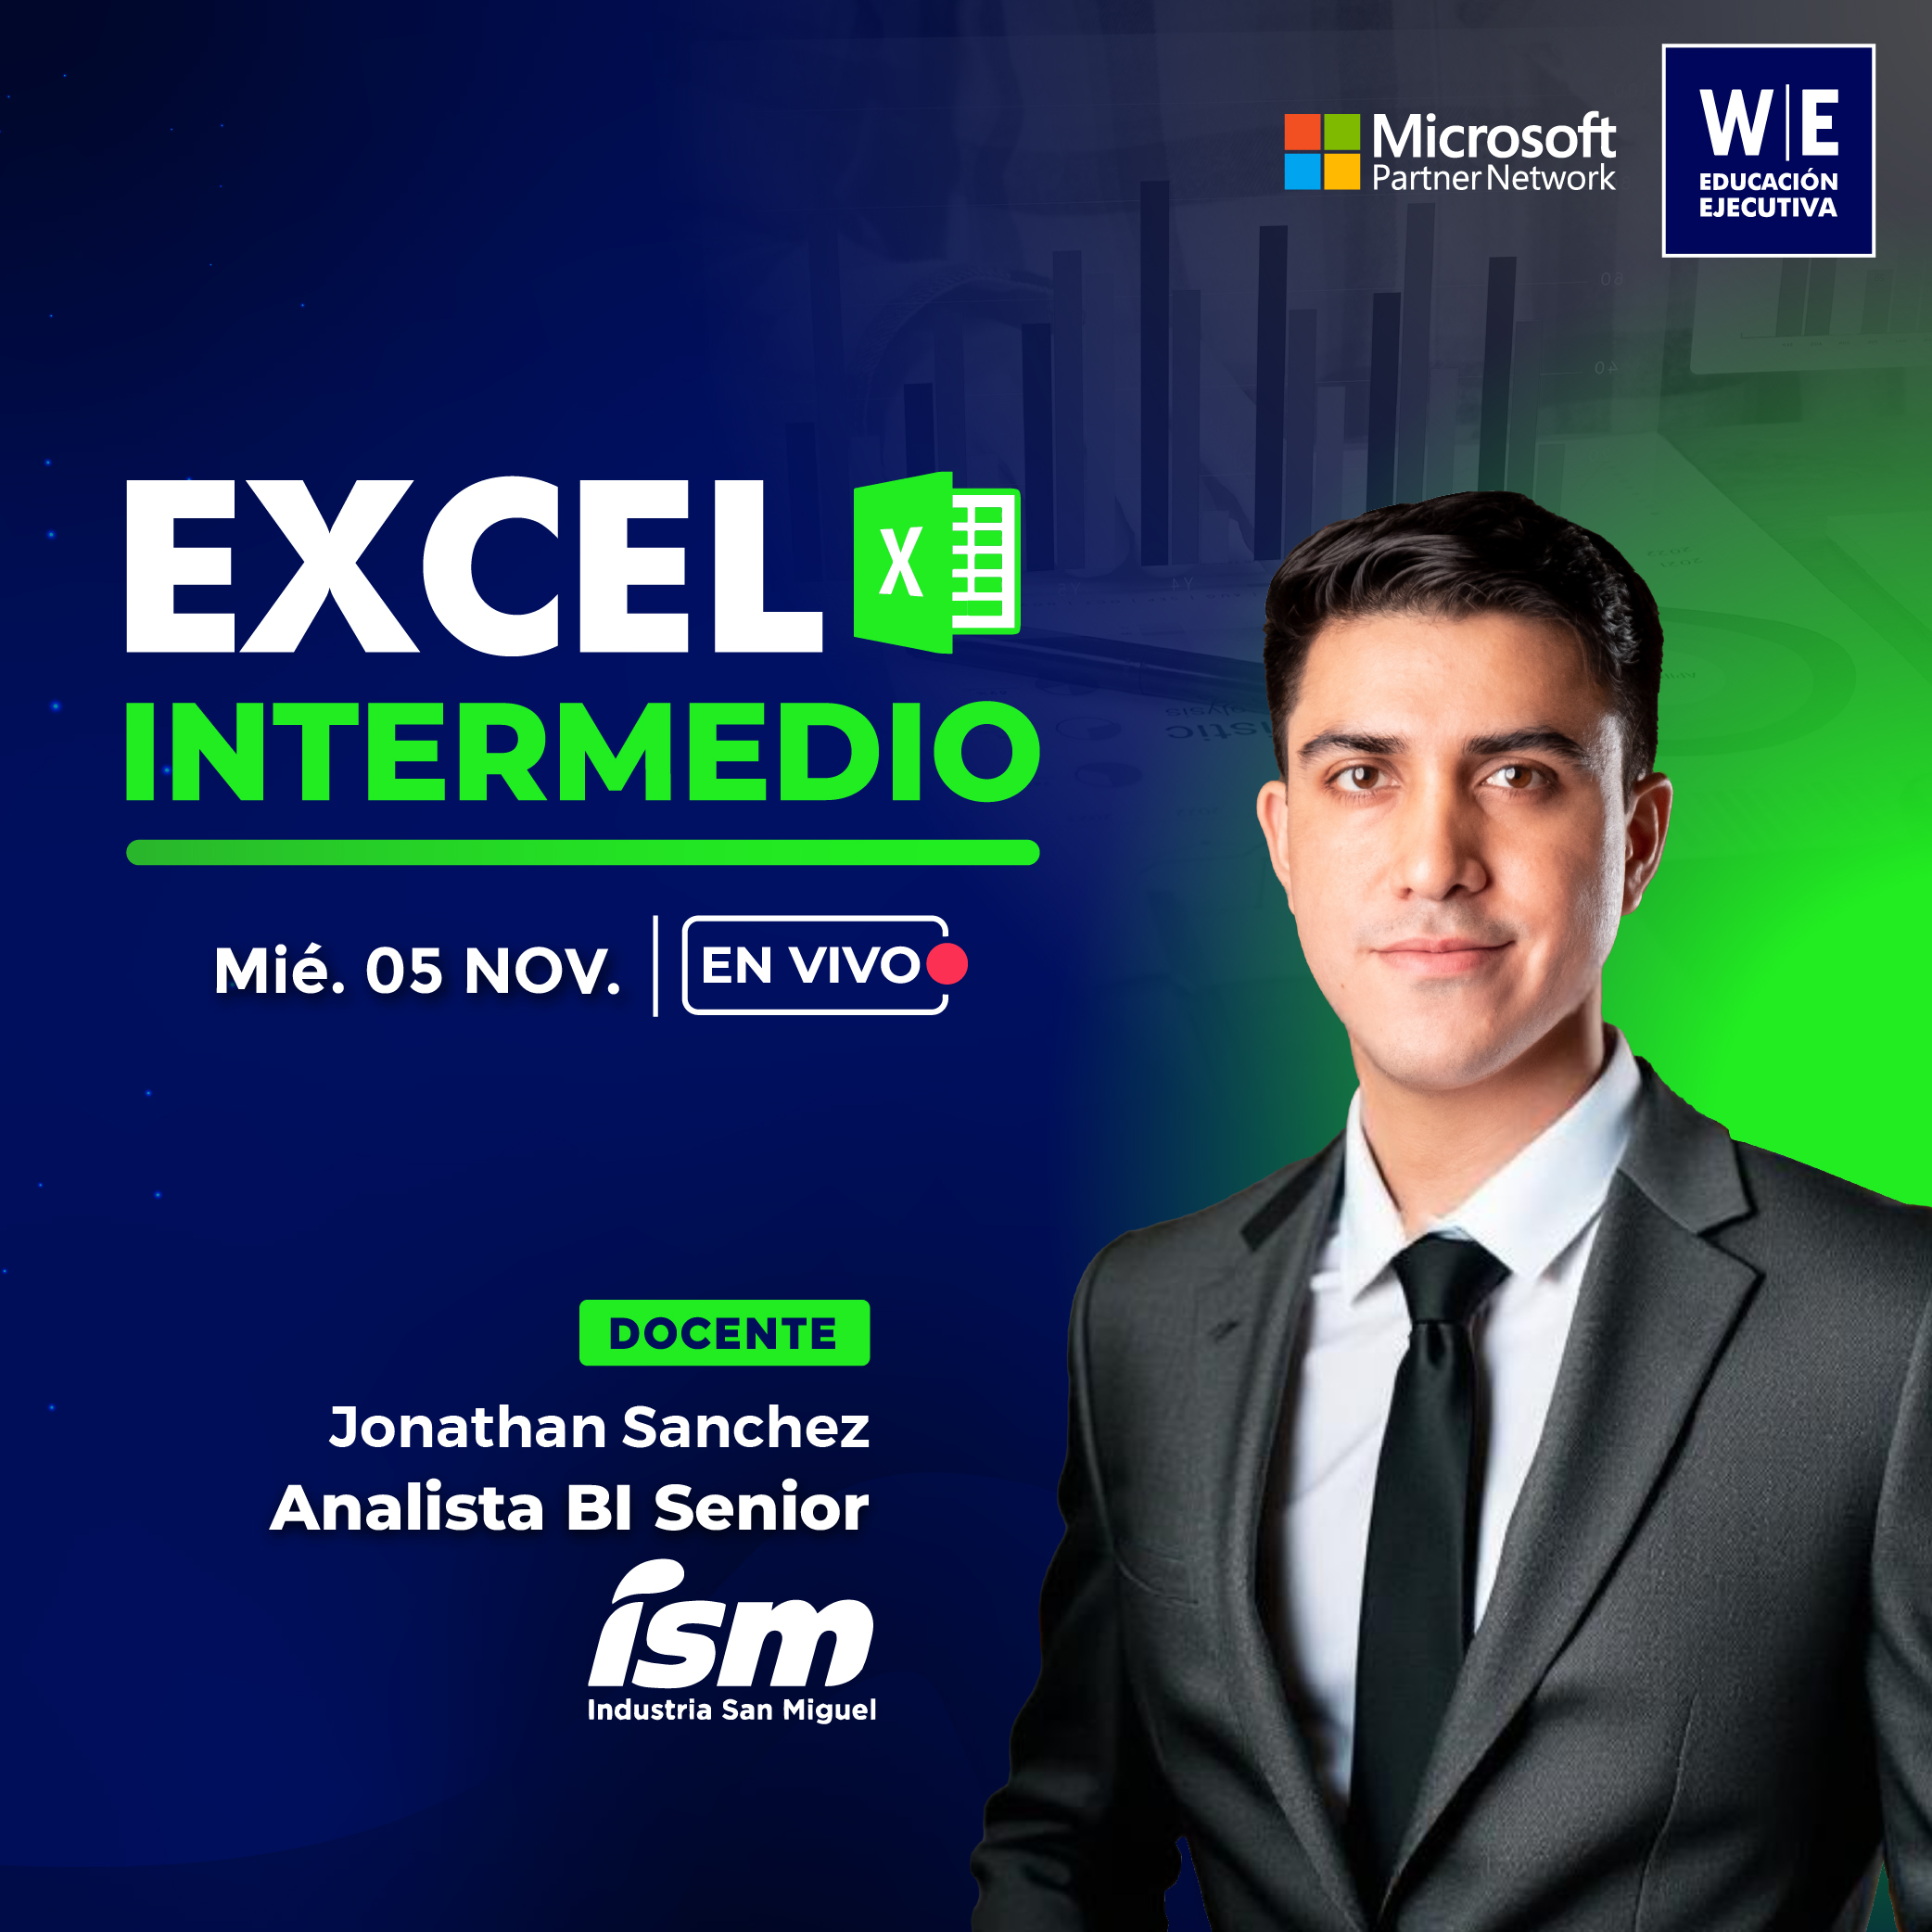 Microsoft
Partner Network
W|E
EDUCACIÓN
EJECUTIVA
EXCEL
X
INTERMEDIO
Mié. 05 NOV.
EN VIVO
DOCENTE
Jonathan Sanchez
Analista BI Senior
ism
Industria San Miguel